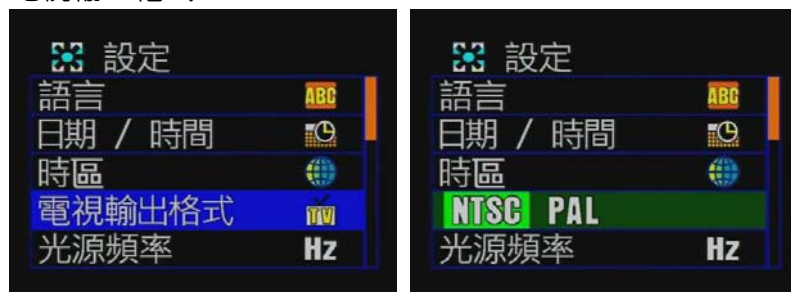 設定
語言 ABC
日期 / 時間
時區
電視輸出格式 TV
光源頻率 Hz
設定
語言 ABC
日期 / 時間
時區
NTSC PAL
光源頻率 Hz